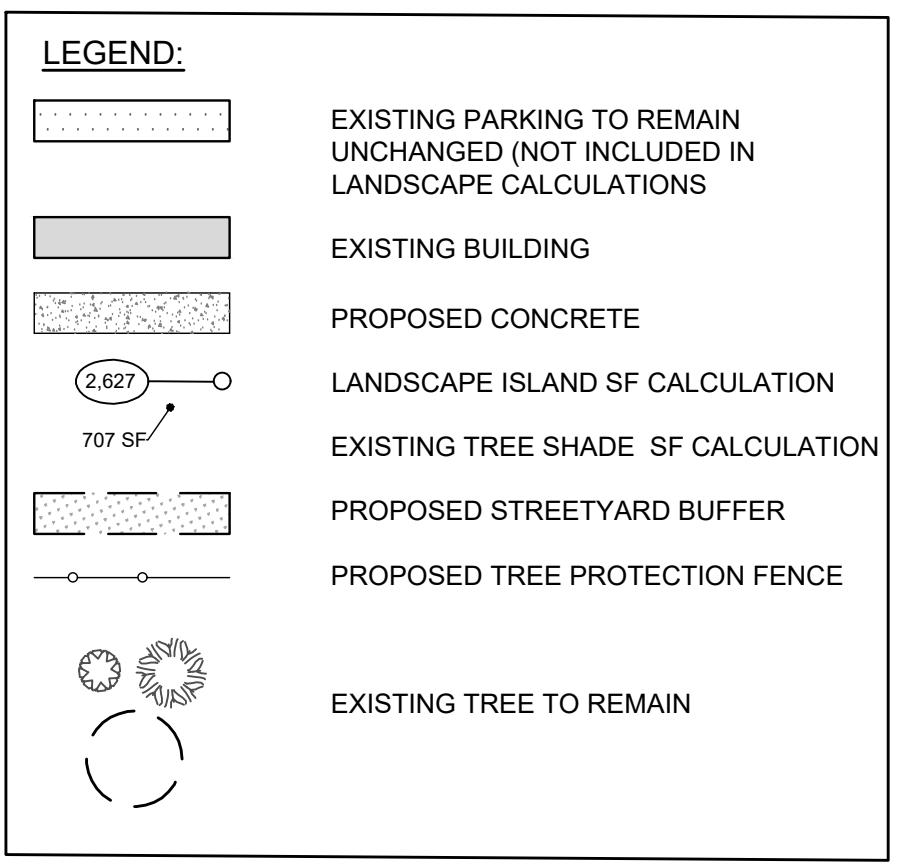 LEGEND:
EXISTING PARKING TO REMAIN
UNCHANGED (NOT INCLUDED IN
LANDSCAPE CALCULATIONS
EXISTING BUILDING
PROPOSED CONCRETE
2,627
LANDSCAPE ISLAND SF CALCULATION
707 SF
EXISTING TREE SHADE SF CALCULATION
PROPOSED STREETYARD BUFFER
PROPOSED TREE PROTECTION FENCE
EXISTING TREE TO REMAIN